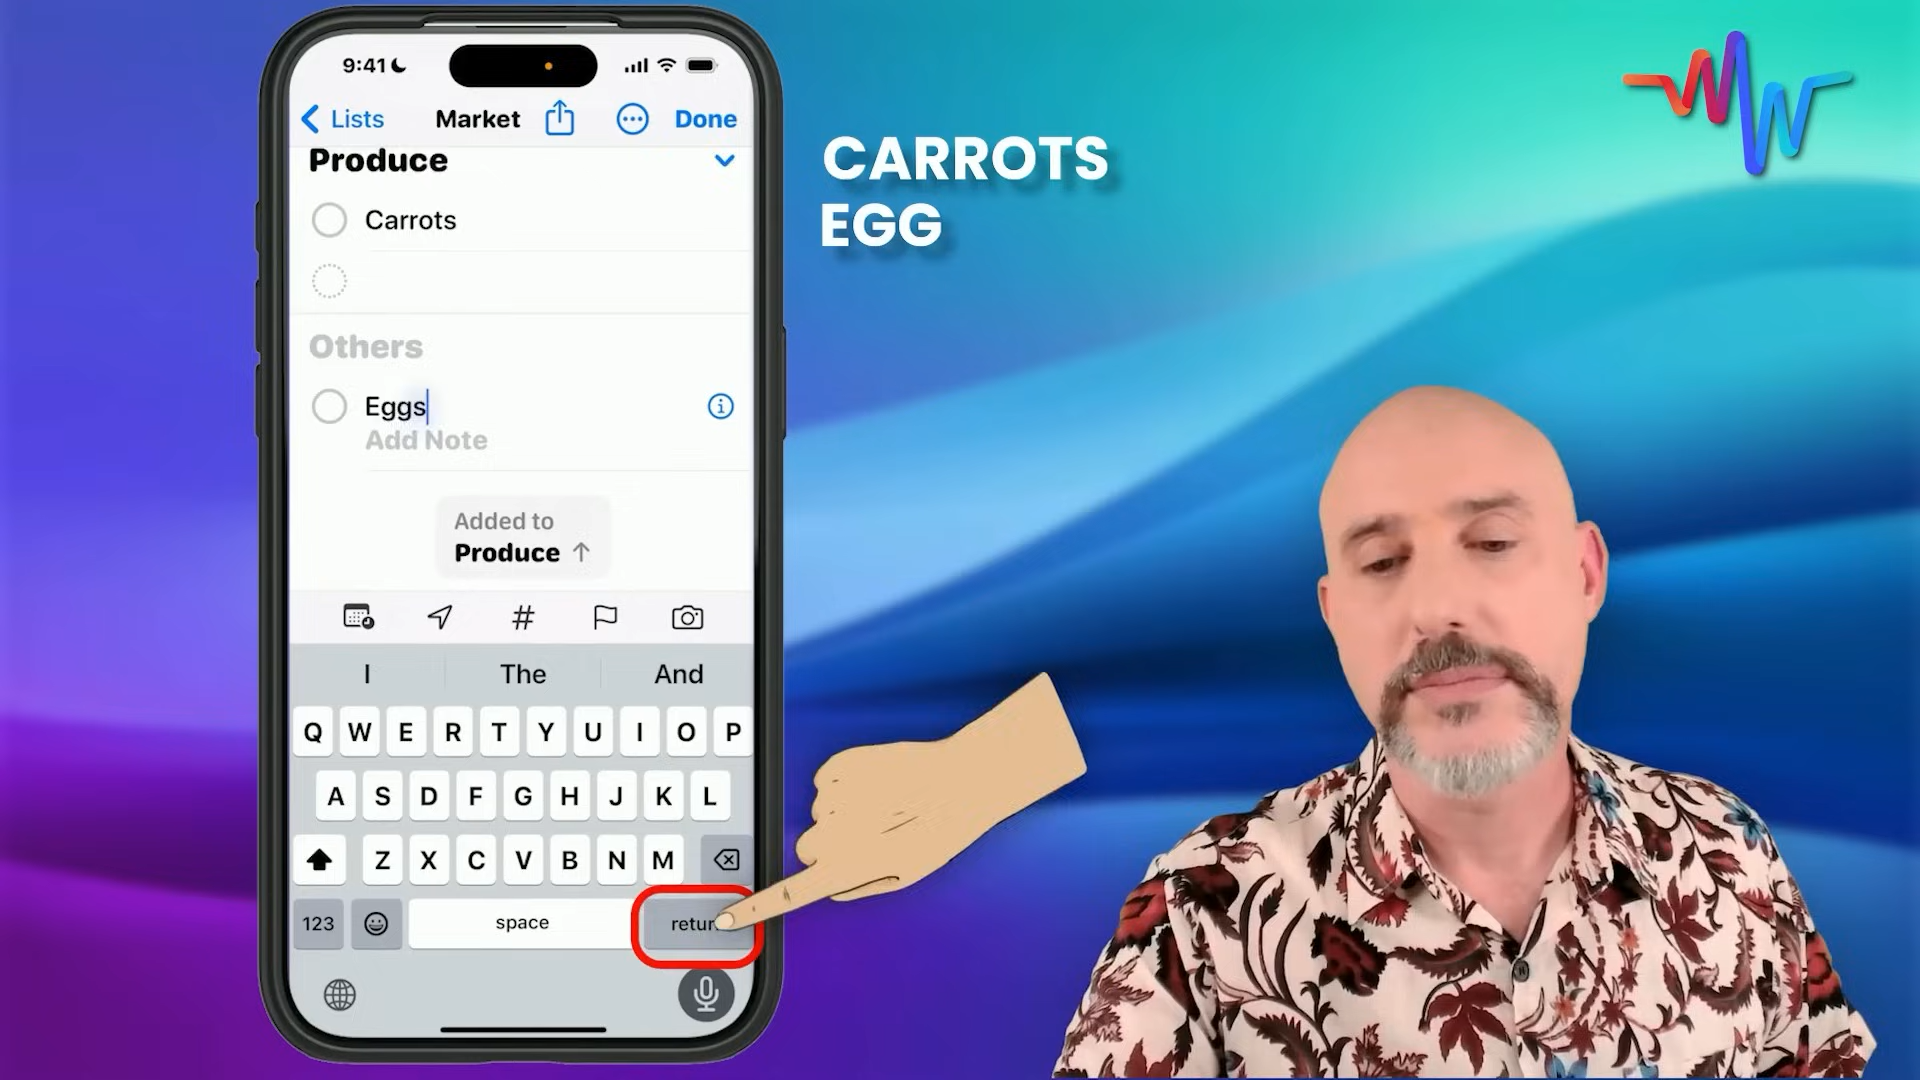 9:41
Lists Market Done
Produce
Carrots
Others
Eggs
Add Note
Added to
Produce ↑
#
I The And
Q W E R T Y U I O P
A S D F G H J K L
Z X C V B N M
123 space retur
CARROTS
EGG